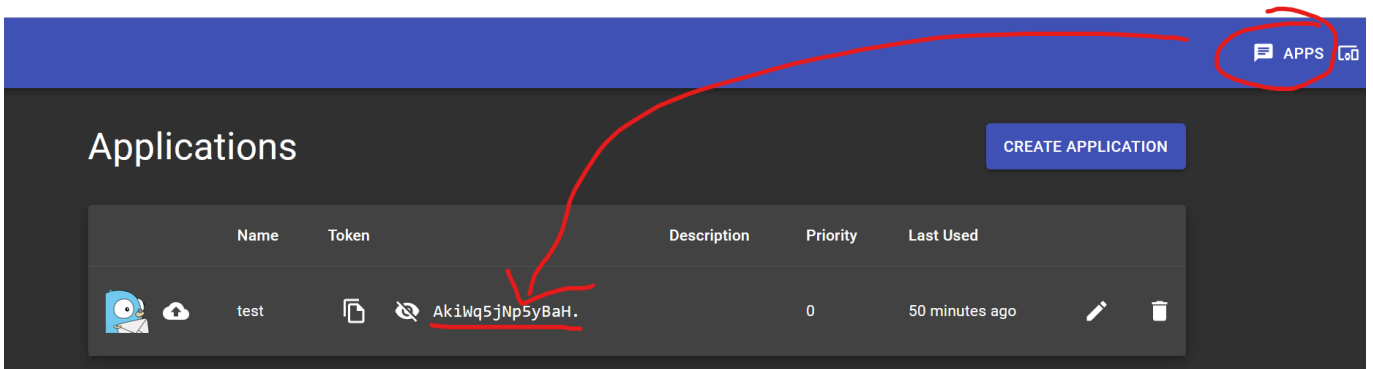 APPS
Applications
CREATE APPLICATION
Name Token Description Priority Last Used
test AkiWq5jNp5yBaH. 0 50 minutes ago